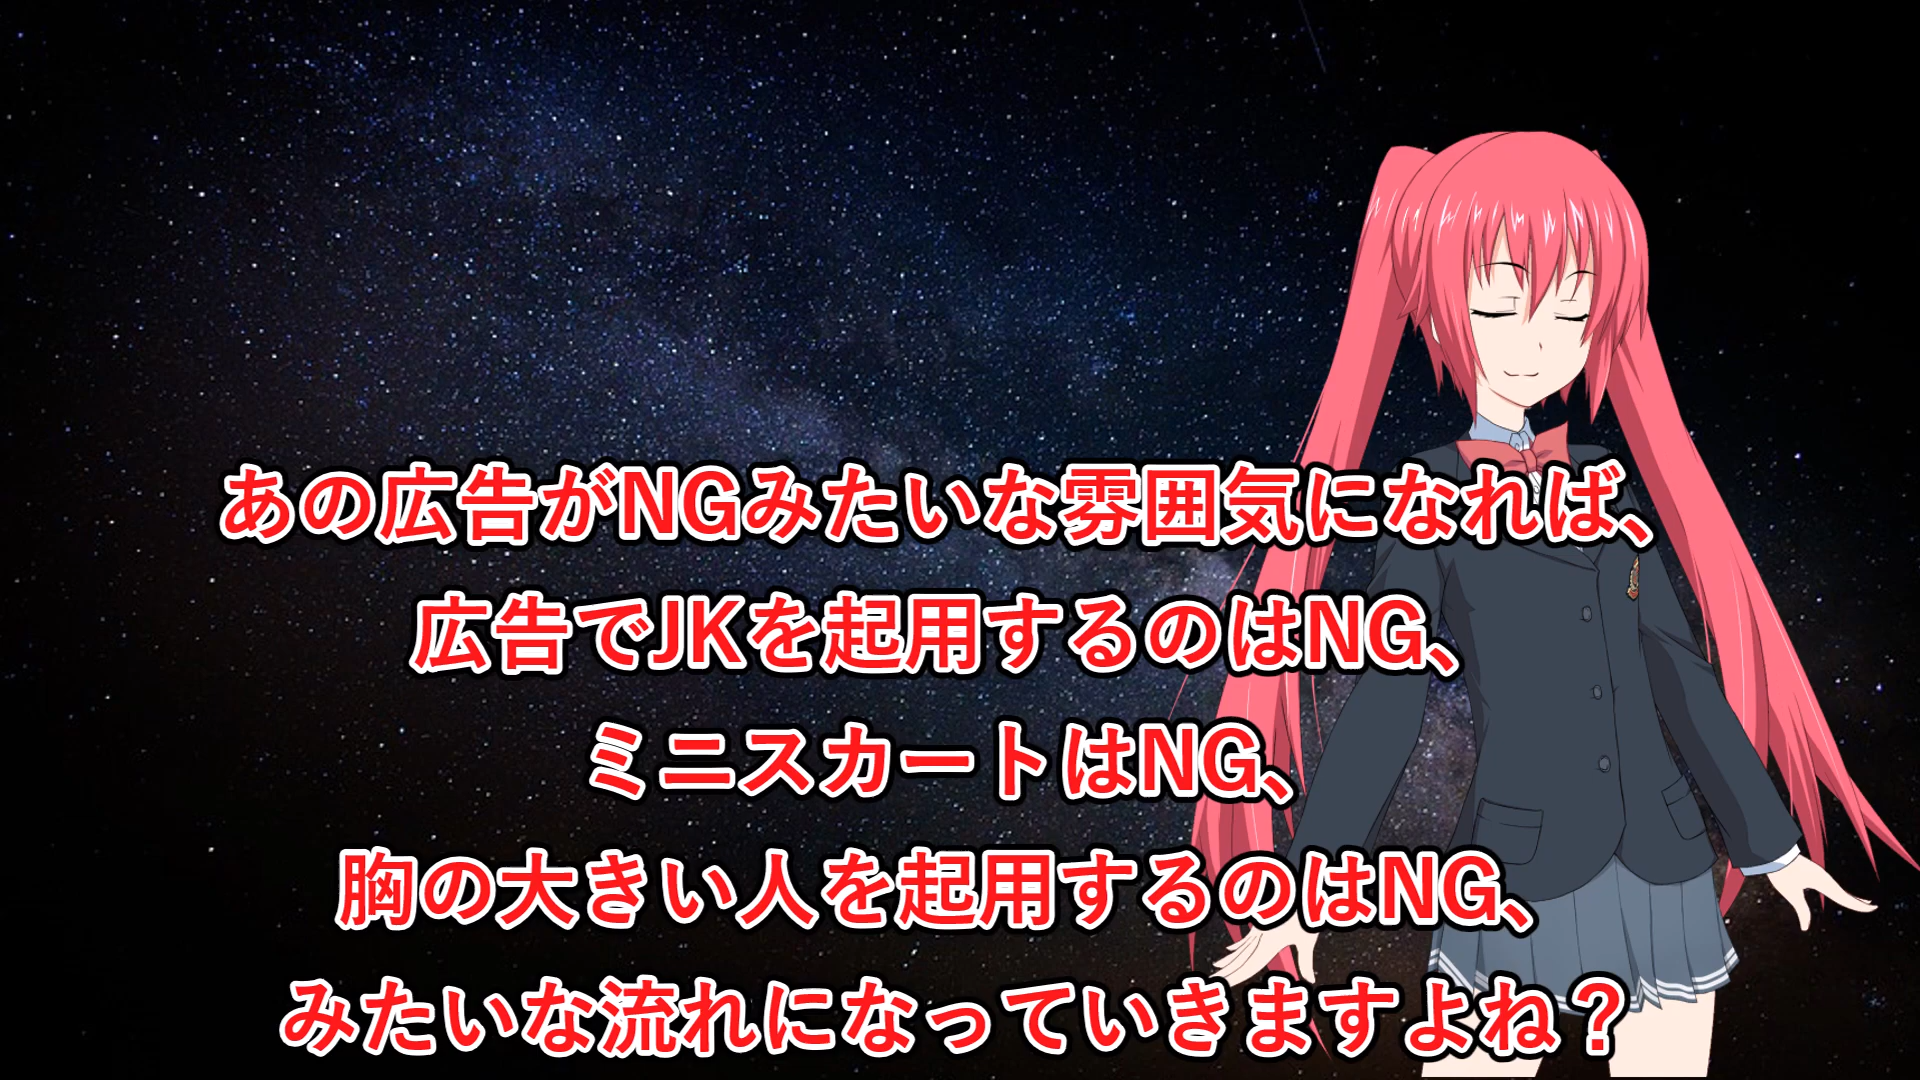 あの広告がNGみたいな雰囲気になれば、
広告でJKを起用するのはNG、
ミニスカートはNG、
胸の大きい人を起用するのはNG、
みたいな流れになっていきますよね？